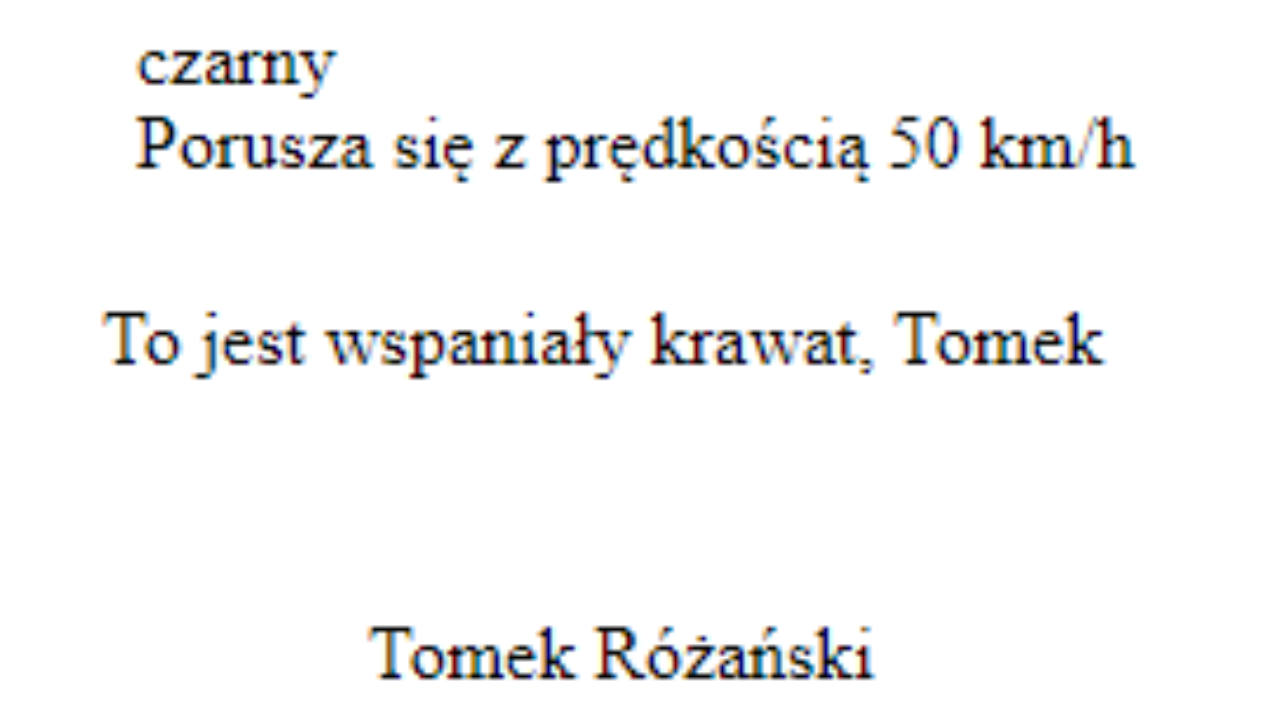 czarny
Porusza się z prędkością 50 km/h
To jest wspaniały krawat, Tomek
Tomek Różański